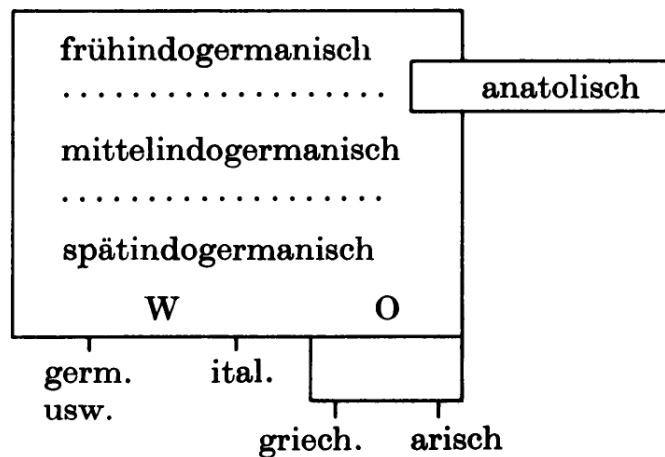 frühindogermanisch
. . . . . . . . . . . . . . . . . . . .
anatolisch
mittelindogermanisch
. . . . . . . . . . . . . . . . . . . .
spätindogermanisch
W O
germ. ital.
usw.
griech. arisch